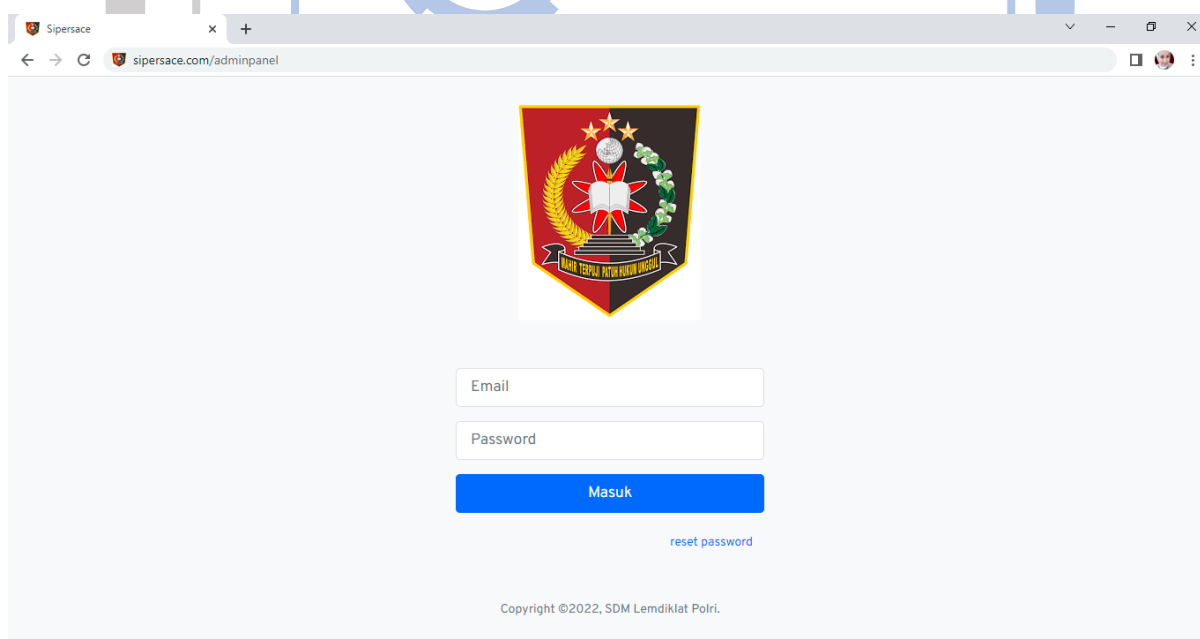 Sipersace
sipersace.com/adminpanel
MAHIR TERPUJI PATUH HUKUM UNGGUL
Email
Password
Masuk
reset password
Copyright ©2022, SDM Lemdiklat Polri.